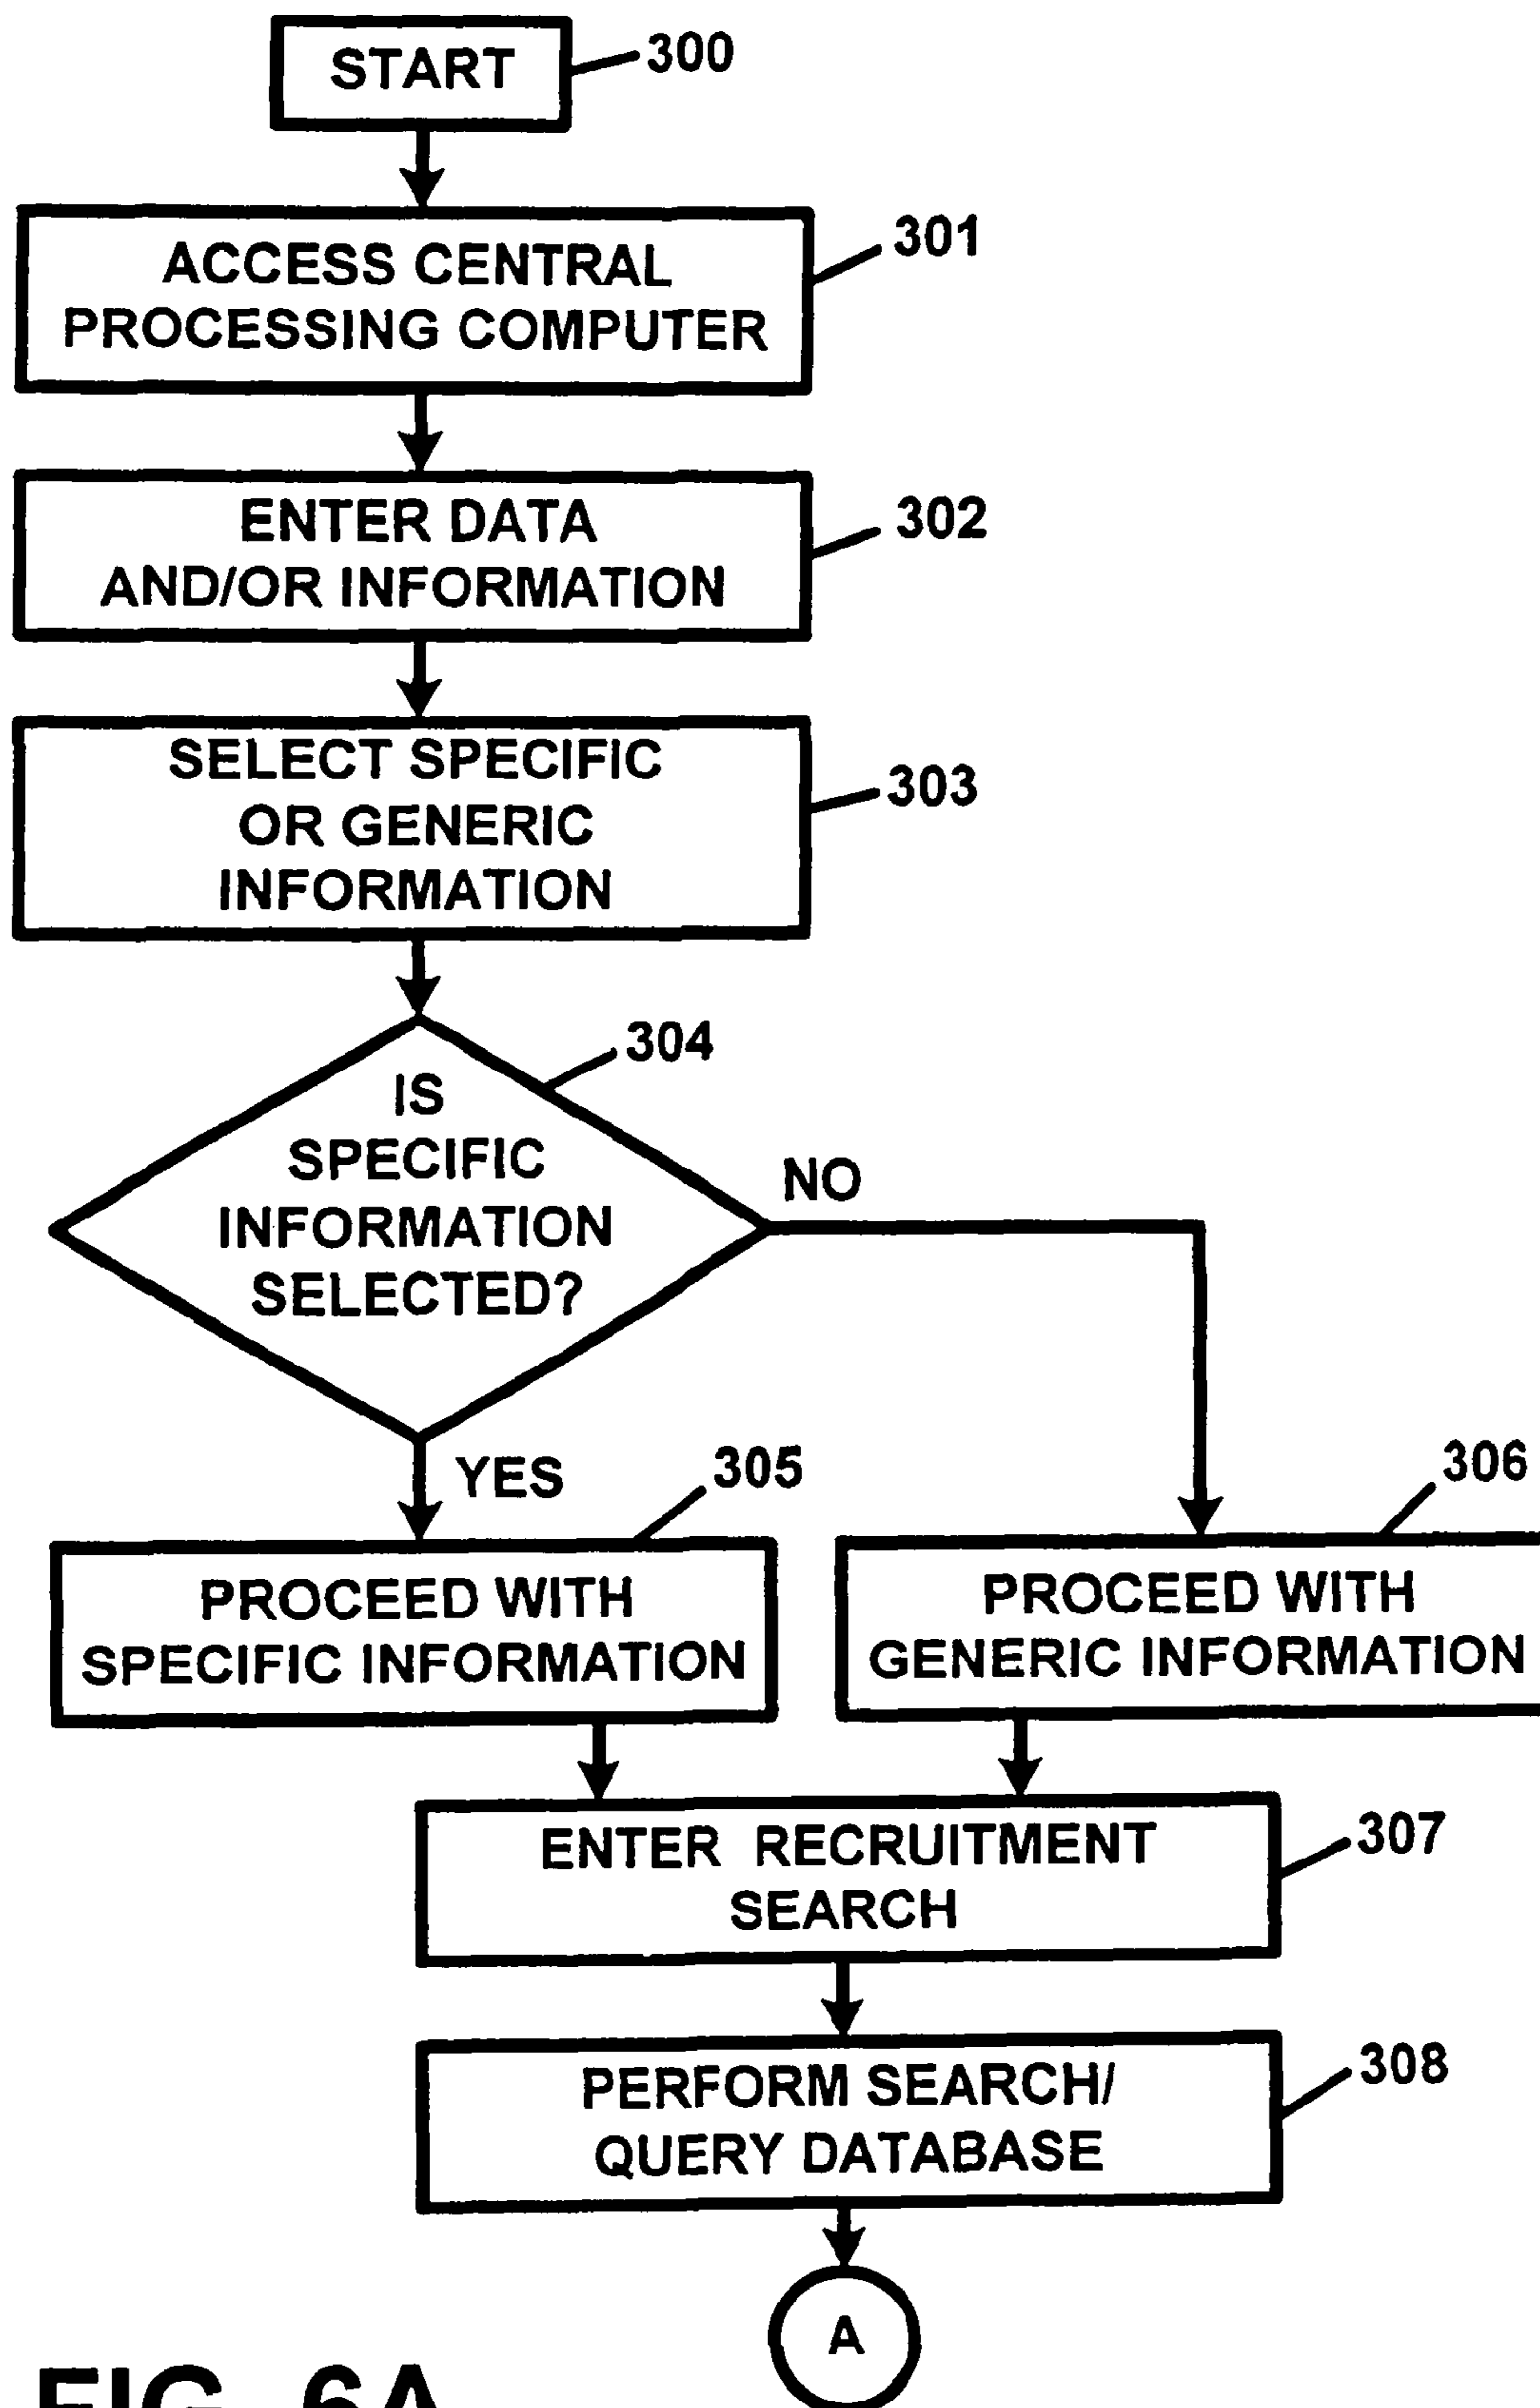 START
300
ACCESS CENTRAL
PROCESSING COMPUTER
301
ENTER DATA
AND/OR INFORMATION
302
SELECT SPECIFIC
OR GENERIC
INFORMATION
303
IS
SPECIFIC
INFORMATION
SELECTED?
304
NO
YES
305
PROCEED WITH
SPECIFIC INFORMATION
306
PROCEED WITH
GENERIC INFORMATION
ENTER RECRUITMENT
SEARCH
307
PERFORM SEARCH/
QUERY DATABASE
308
A
FIG. 6A